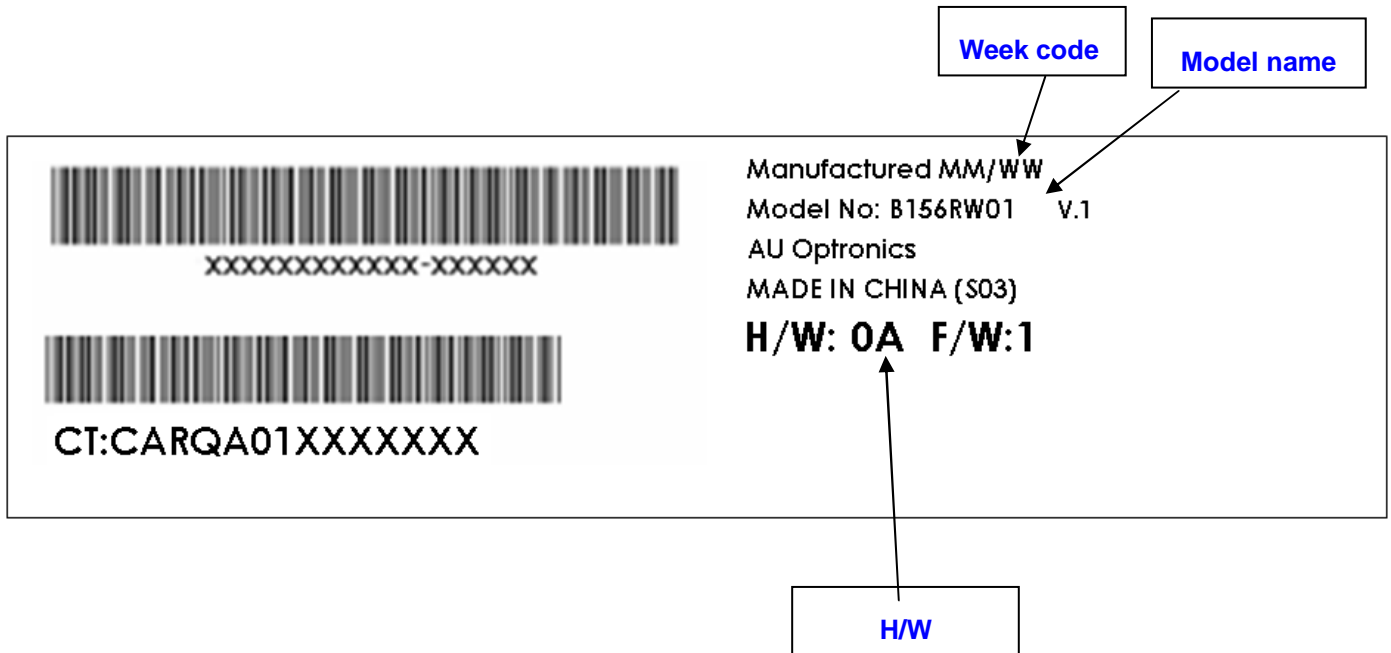 Week code
Model name
Manufactured MM/WW
Model No: B156RW01 V.1
AU Optronics
MADE IN CHINA (S03)
H/W: 0A F/W:1
XXXXXXXXXXXX-XXXXXX
CT:CARQA01XXXXXXX
H/W